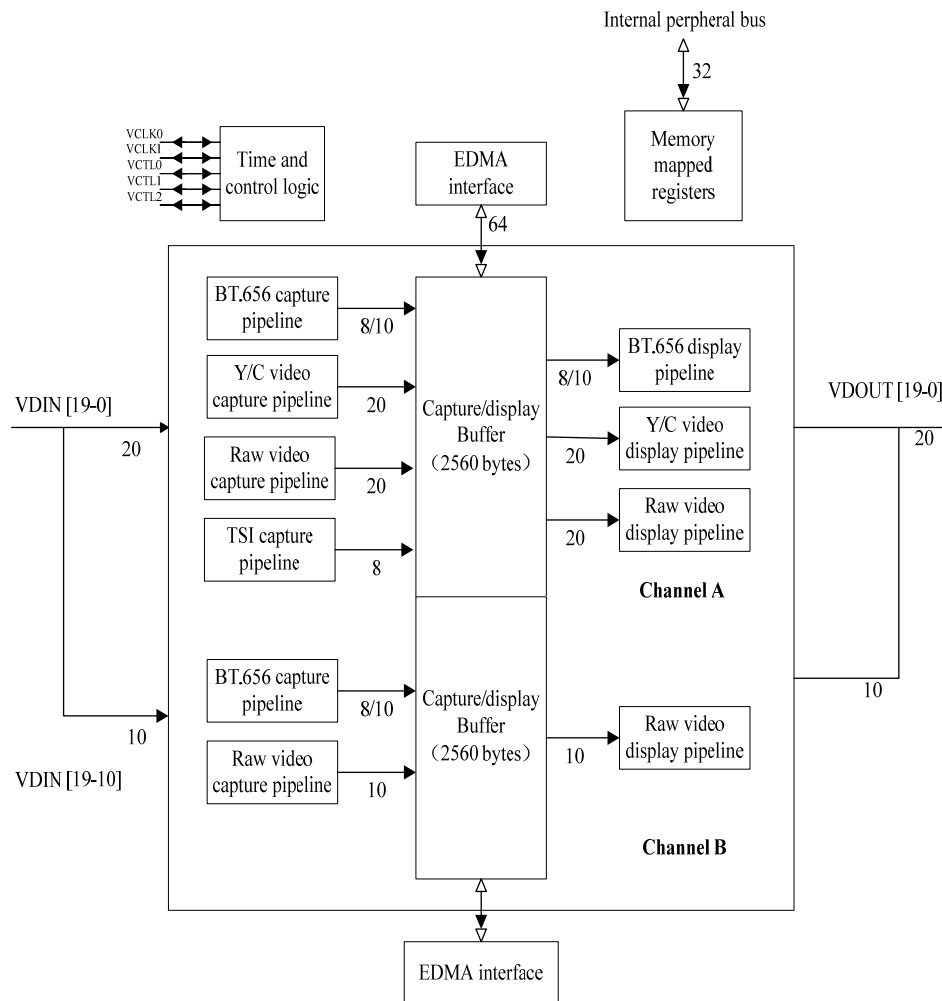 Internal perpheral bus
32
Memory
mapped
registers
VCLK0
VCLK1
VCTL0
VCTL1
VCTL2
Time and
control logic
EDMA
interface
64
BT.656 capture
pipeline
8/10
Y/C video
capture pipeline
20
Raw video
capture pipeline
20
TSI capture
pipeline
8
Capture/display
Buffer
(2560 bytes)
8/10
BT.656 display
pipeline
20
Y/C video
display pipeline
20
Raw video
display pipeline
Channel A
VDIN [19-0]
20
VDOUT [19-0]
20
BT.656 capture
pipeline
8/10
Raw video
capture pipeline
10
Capture/display
Buffer
(2560 bytes)
10
Raw video
display pipeline
Channel B
10
VDIN [19-10]
10
EDMA interface